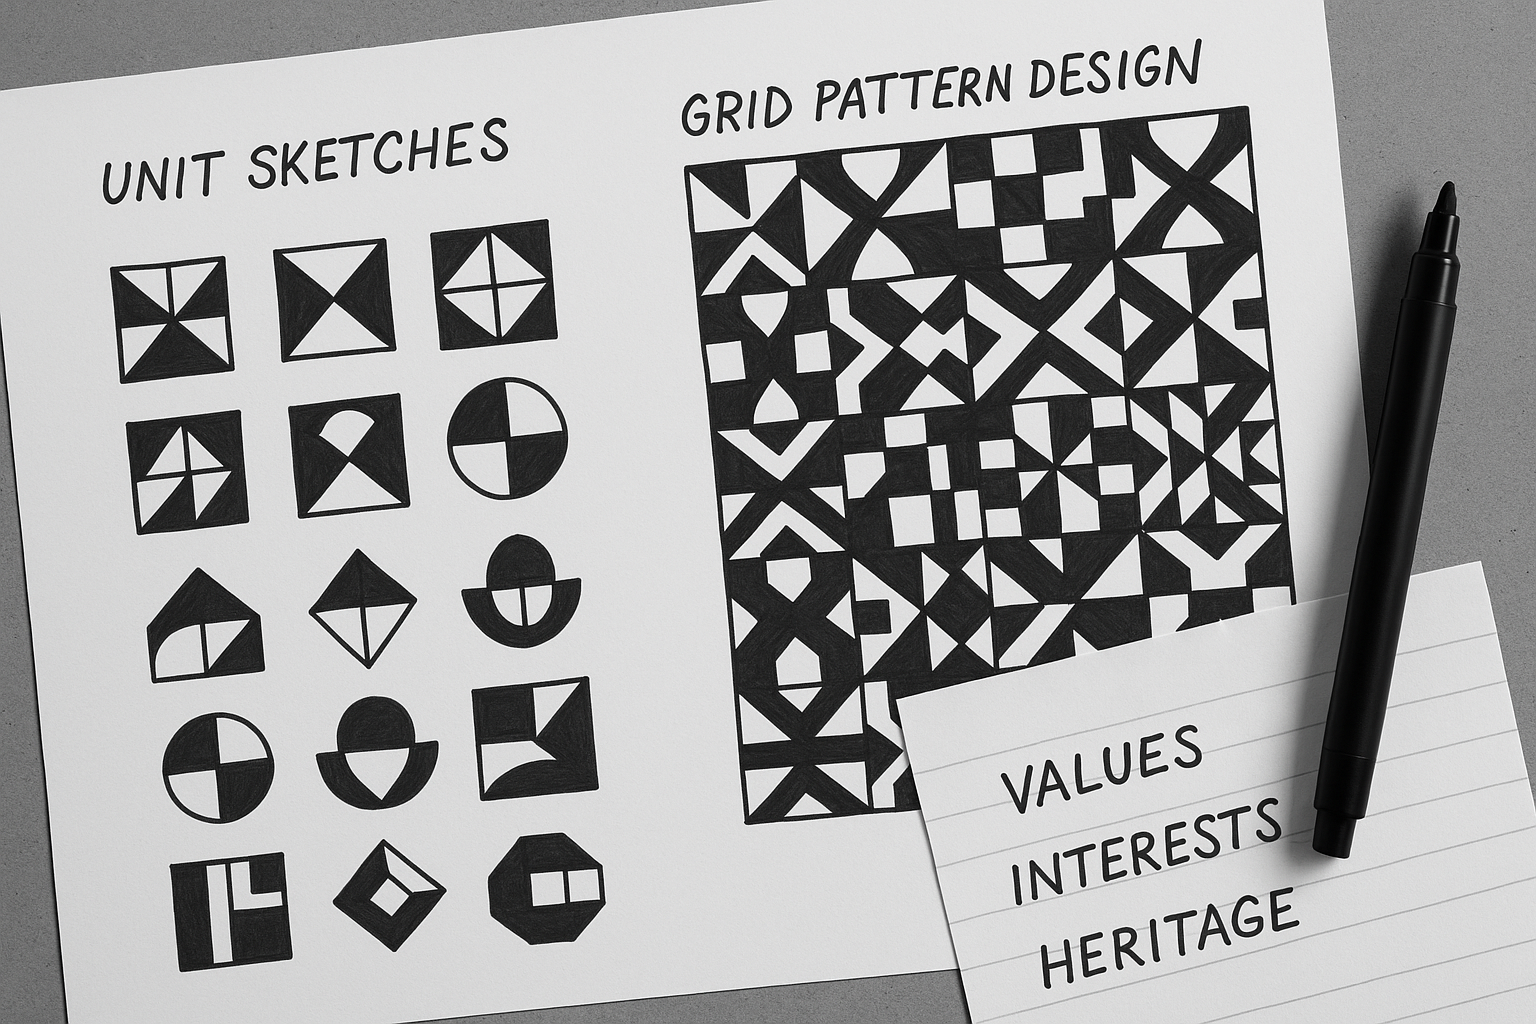 UNIT SKETCHES
GRID PATTERN DESIGN
VALUES
INTERESTS
HERITAGE